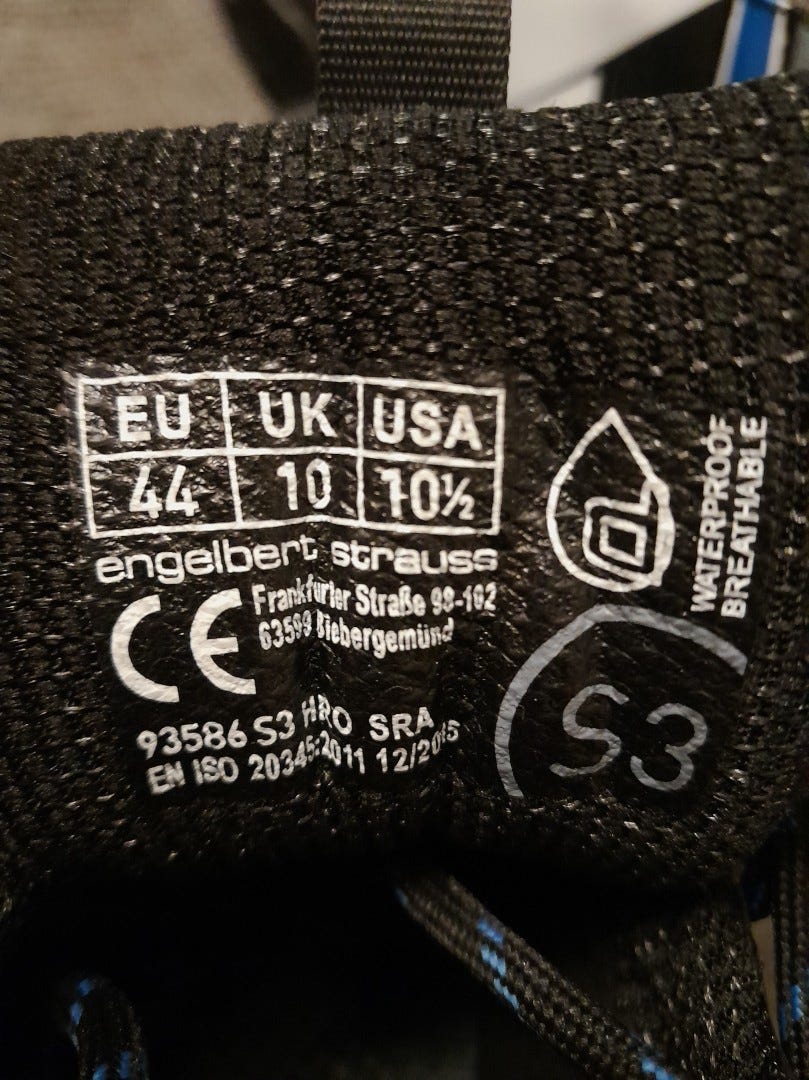 EU UK USA
44 10 10½
engelbert strauss
CE Frankfurter Straße 98-102
63599 Biebergemünd
93586 S3 HRO SRA
EN ISO 20345:2011 12/2015
WATERPROOF
BREATHABLE
S3